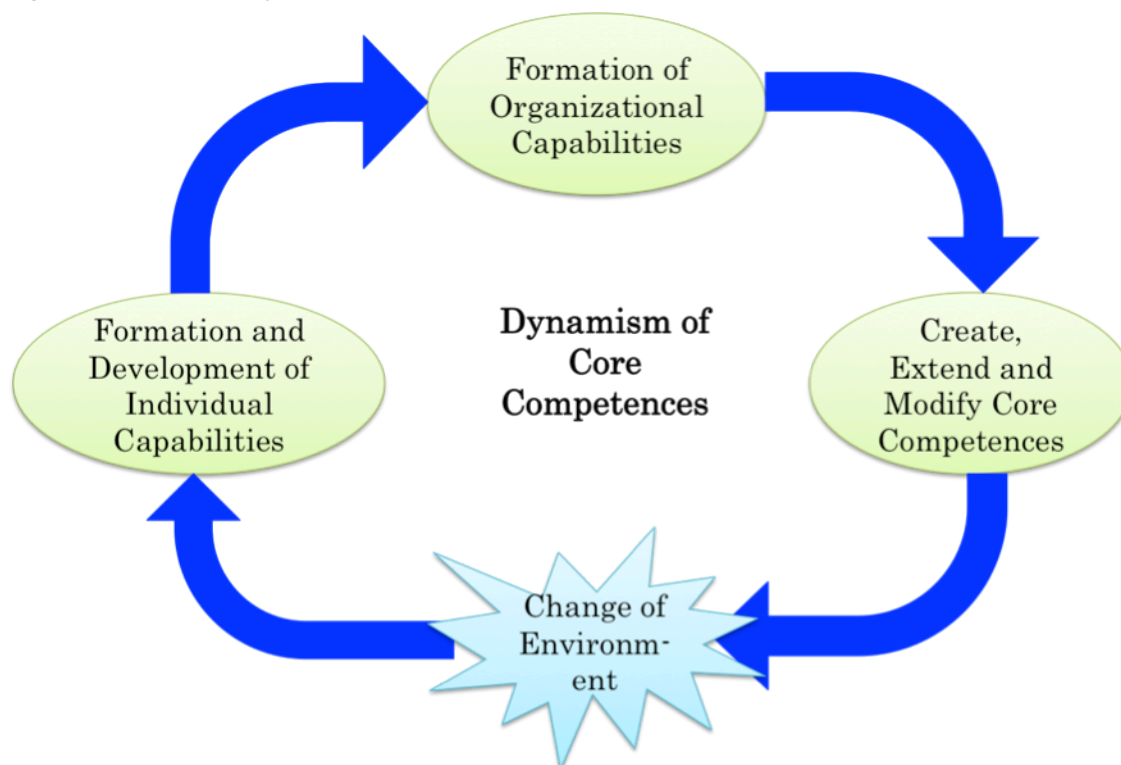 Formation of
Organizational
Capabilities
Formation and
Development of
Individual
Capabilities
Dynamism of
Core
Competences
Create,
Extend and
Modify Core
Competences
Change of
Environm-
ent